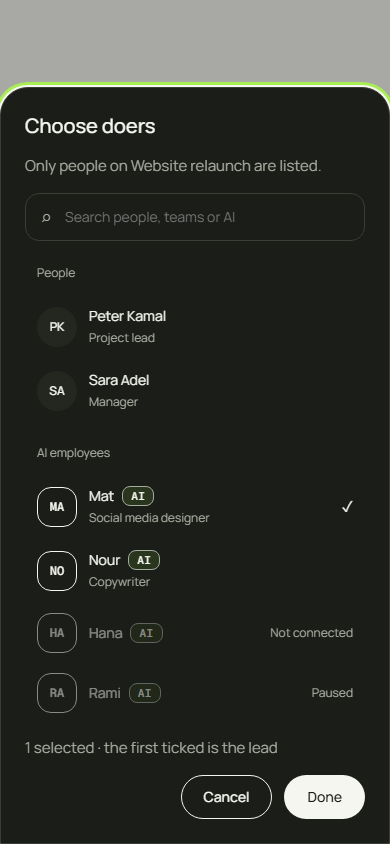 Choose doers
Only people on Website relaunch are listed.
Search people, teams or AI
People
PK
Peter Kamal
Project lead
SA
Sara Adel
Manager
AI employees
MA
Mat AI
Social media designer
✓
NO
Nour AI
Copywriter
HA
Hana AI
Not connected
RA
Rami AI
Paused
1 selected · the first ticked is the lead
Cancel
Done